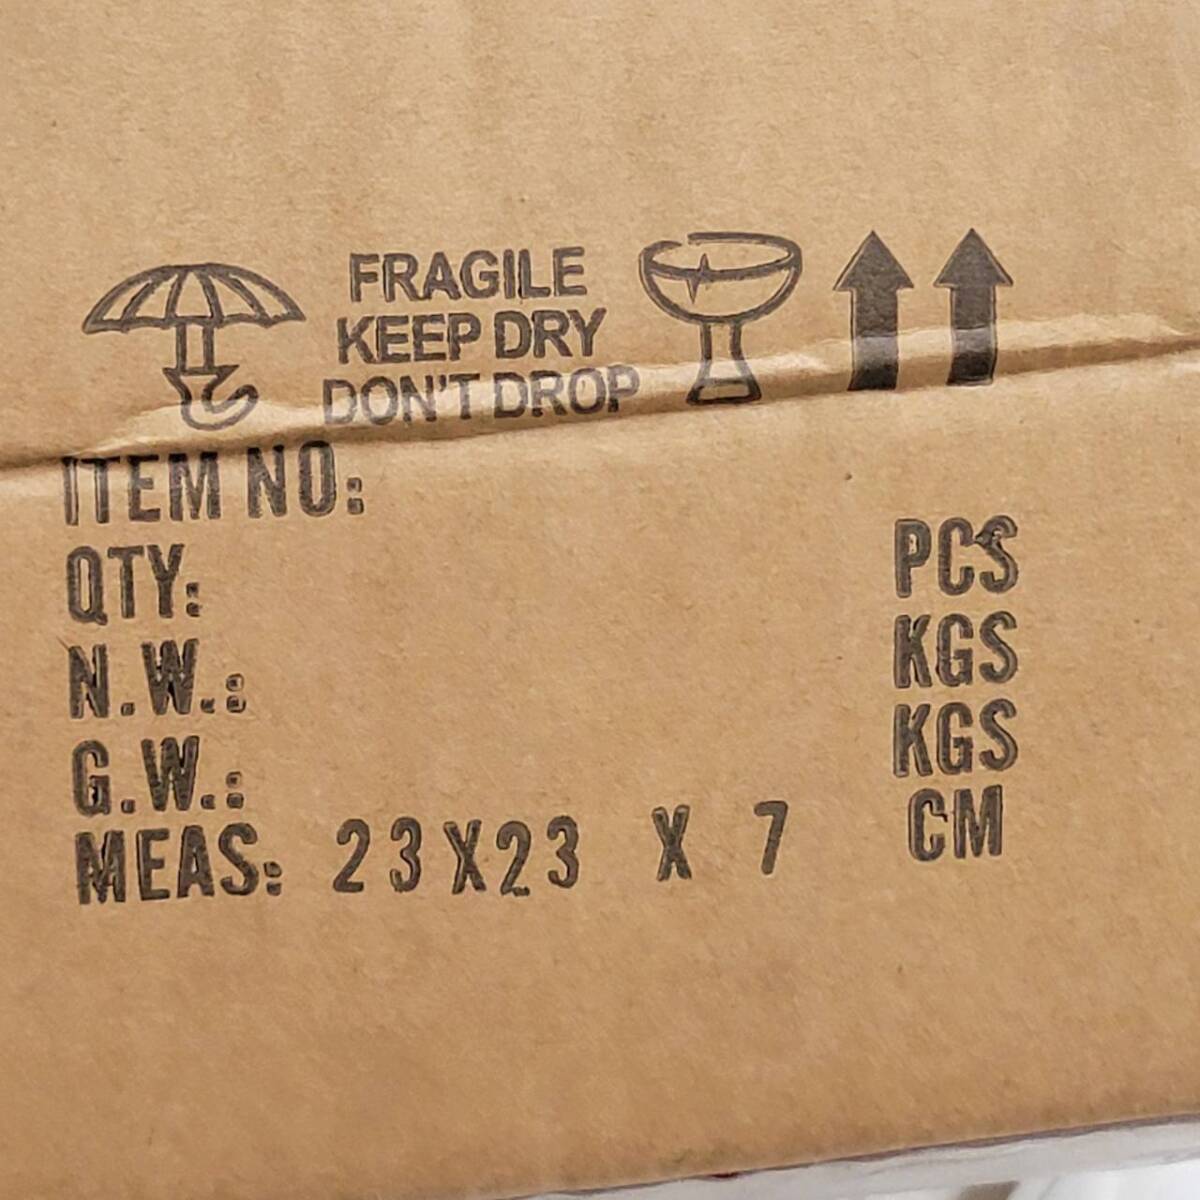 FRAGILE
KEEP DRY
DON'T DROP
ITEM NO:
QTY: PCS
N.W.: KGS
G.W.: KGS
MEAS: 23X23 X 7 CM